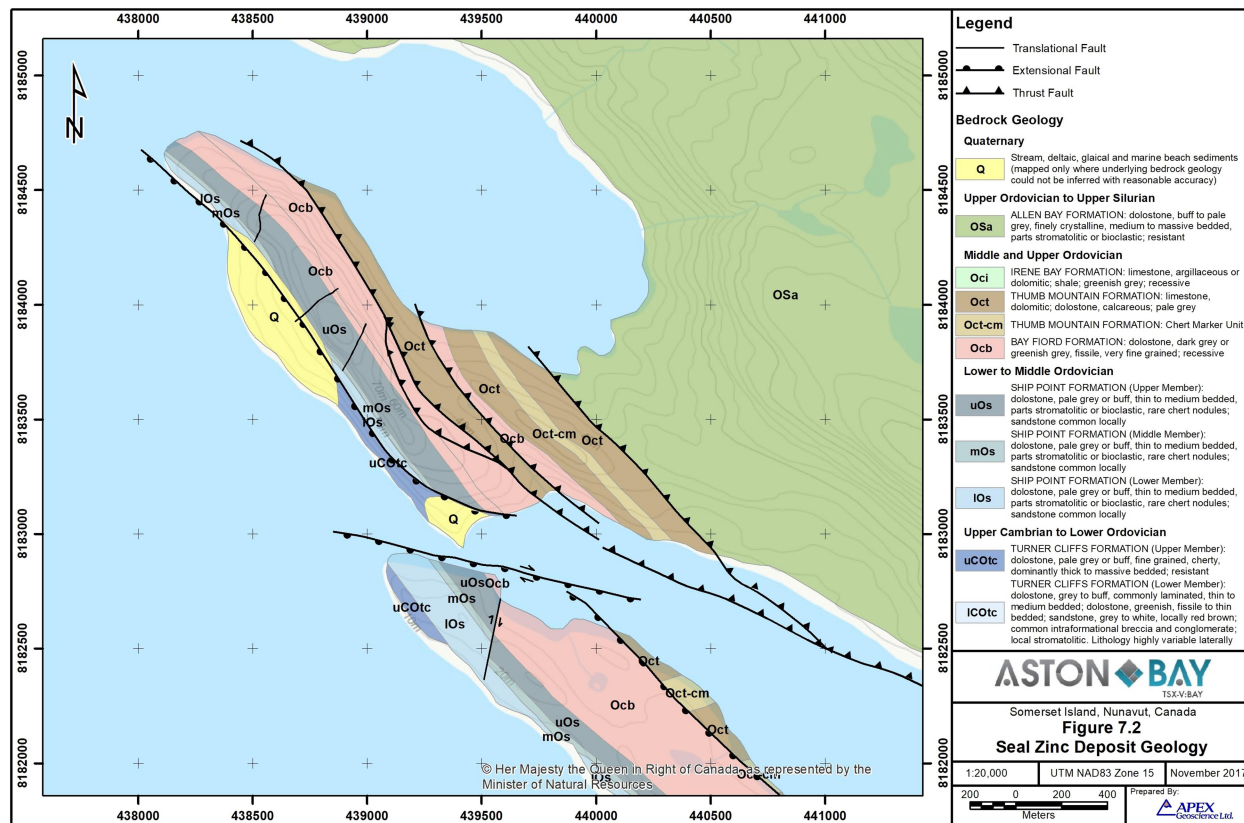 438000 438500 439000 439500 440000 440500 441000
8185000
8184500
8184000
8183500
8183000
8182500
8182000
8185000
8184500
8184000
8183500
8183000
8182500
8182000
N
lOs
mOs
Ocb
Ocb
Q
uOs
Oct
OSa
Oct
mOs
lOs
Ocb
Oct-cm
Oct
uCOtc
Q
uOs
Ocb
mOs
uCOtc
lOs
10m
Oct
Oct-cm
Ocb
uOs
mOs
Oct
lOs
© Her Majesty the Queen in Right of Canada, as represented by the
Minister of Natural Resources
438000 438500 439000 439500 440000 440500 441000
Legend
Translational Fault
Extensional Fault
Thrust Fault
Bedrock Geology
Quaternary
Q
Stream, deltaic, glaical and marine beach sediments
(mapped only where underlying bedrock geology
could not be inferred with reasonable accuracy)
Upper Ordovician to Upper Silurian
OSa
ALLEN BAY FORMATION: dolostone, buff to pale
grey, finely crystalline, medium to massive bedded,
parts stromatolitic or bioclastic; resistant
Middle and Upper Ordovician
Oci
IRENE BAY FORMATION: limestone, argillaceous or
dolomitic; shale; greenish grey; recessive
Oct
THUMB MOUNTAIN FORMATION: limestone,
dolomitic; dolostone, calcareous; pale grey
Oct-cm
THUMB MOUNTAIN FORMATION: Chert Marker Unit
Ocb
BAY FIORD FORMATION: dolostone, dark grey or
greenish grey, fissile, very fine grained; recessive
Lower to Middle Ordovician
uOs
SHIP POINT FORMATION (Upper Member):
dolostone, pale grey or buff, thin to medium bedded,
parts stromatolitic or bioclastic, rare chert nodules;
sandstone common locally
mOs
SHIP POINT FORMATION (Middle Member):
dolostone, pale grey or buff, thin to medium bedded,
parts stromatolitic or bioclastic, rare chert nodules;
sandstone common locally
lOs
SHIP POINT FORMATION (Lower Member):
dolostone, pale grey or buff, thin to medium bedded,
parts stromatolitic or bioclastic, rare chert nodules;
sandstone common locally
Upper Cambrian to Lower Ordovician
uCOtc
TURNER CLIFFS FORMATION (Upper Member):
dolostone, pale grey or buff, fine grained, cherty,
dominantly thick to massive bedded; resistant
lCOtc
TURNER CLIFFS FORMATION (Lower Member):
dolostone, grey to buff, commonly laminated, thin to
medium bedded; dolostone, greenish, fissile to thin
bedded; sandstone, grey to white, locally red brown;
common intraformational breccia and conglomerate;
local stromatolitic. Lithology highly variable laterally
ASTON BAY
TSX-V:BAY
Somerset Island, Nunavut, Canada
Figure 7.2
Seal Zinc Deposit Geology
1:20,000 UTM NAD83 Zone 15 November 2017
200 0 200 400
Meters
Prepared By:
APEX
Geoscience Ltd.